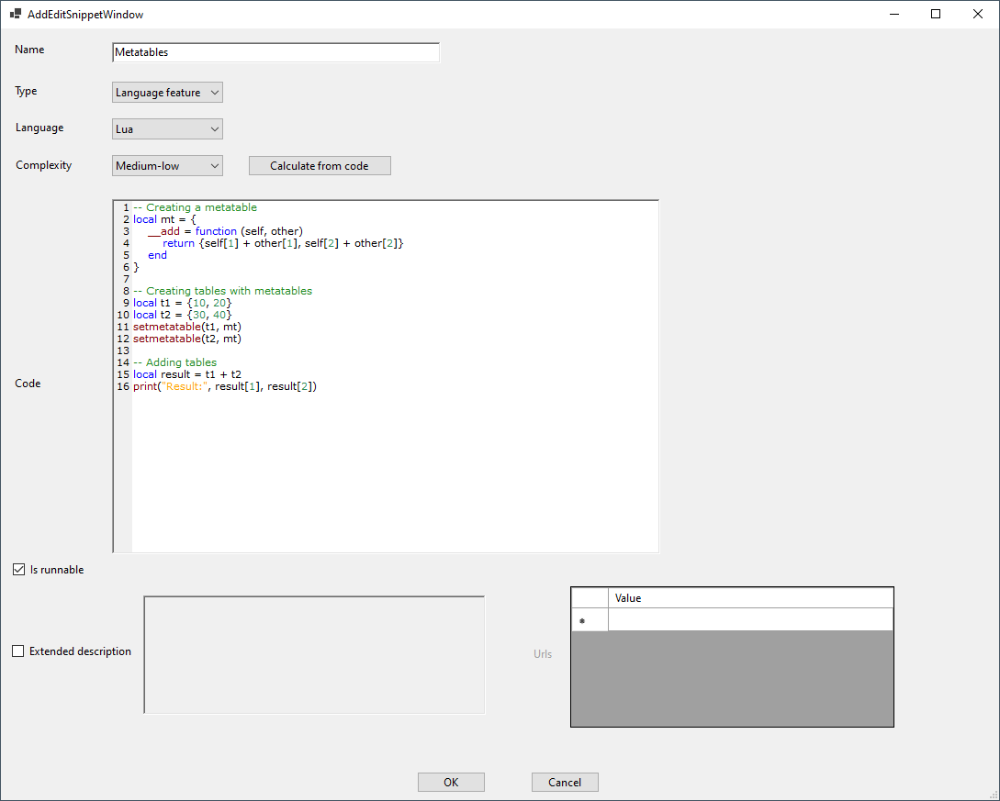 AddEditSnippetWindow
Name
Metatables
Type
Language feature
Language
Lua
Complexity
Medium-low
Calculate from code
Code
1 -- Creating a metatable
2 local mt = {
3     __add = function (self, other)
4         return {self[1] + other[1], self[2] + other[2]}
5     end
6 }
7
8 -- Creating tables with metatables
9 local t1 = {10, 20}
10 local t2 = {30, 40}
11 setmetatable(t1, mt)
12 setmetatable(t2, mt)
13
14 -- Adding tables
15 local result = t1 + t2
16 print("Result:", result[1], result[2])
Is runnable
Extended description
Urls
Value
OK
Cancel